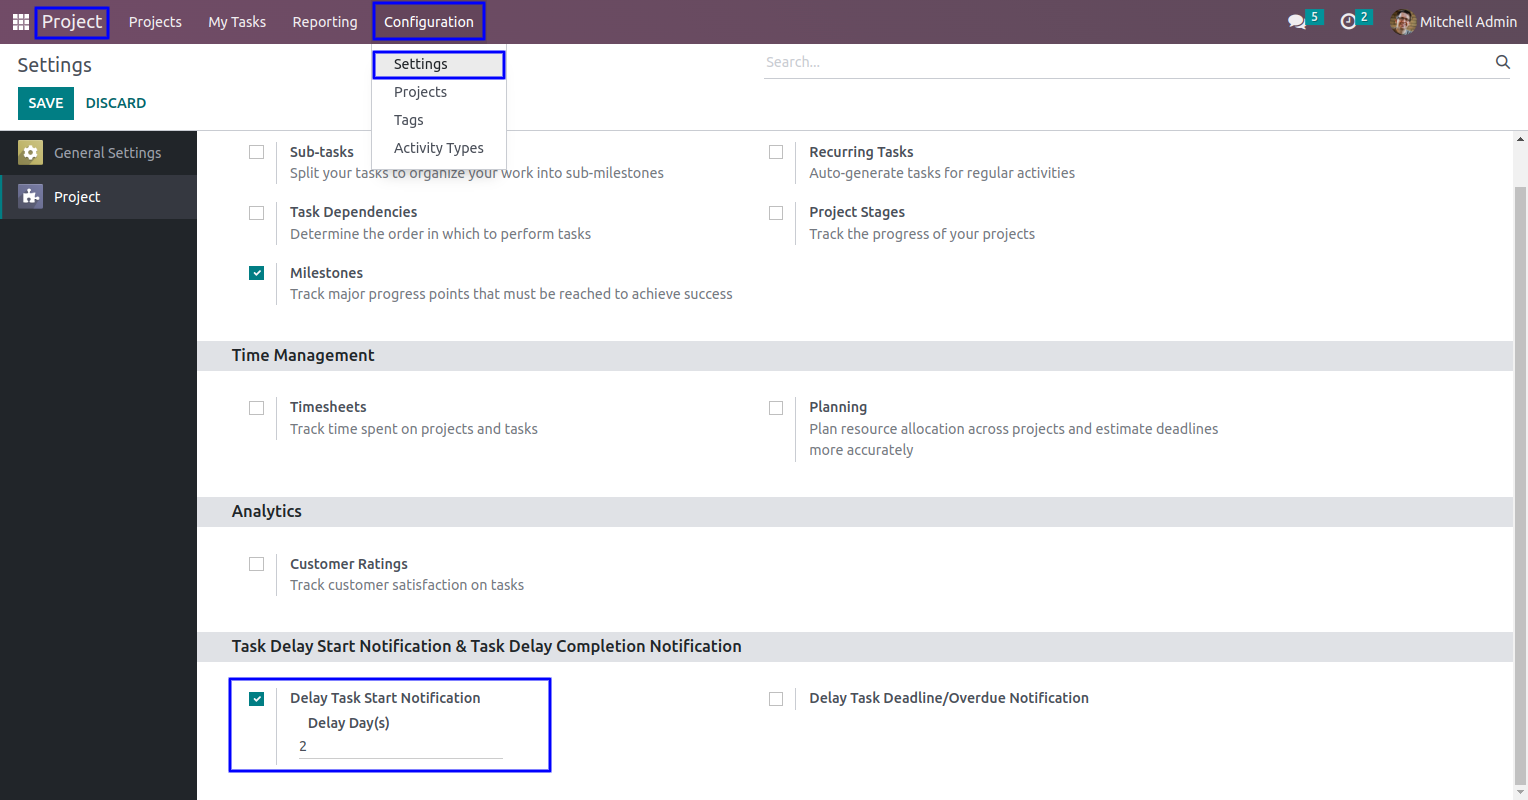 Project Projects My Tasks Reporting Configuration 5 2 Mitchell Admin
Settings
Search...
SAVE DISCARD
Settings
Projects
Tags
Activity Types
General Settings
Project
Sub-tasks
Split your tasks to organize your work into sub-milestones
Recurring Tasks
Auto-generate tasks for regular activities
Task Dependencies
Determine the order in which to perform tasks
Project Stages
Track the progress of your projects
Milestones
Track major progress points that must be reached to achieve success
Time Management
Timesheets
Track time spent on projects and tasks
Planning
Plan resource allocation across projects and estimate deadlines
more accurately
Analytics
Customer Ratings
Track customer satisfaction on tasks
Task Delay Start Notification & Task Delay Completion Notification
Delay Task Start Notification
Delay Day(s)
2
Delay Task Deadline/Overdue Notification